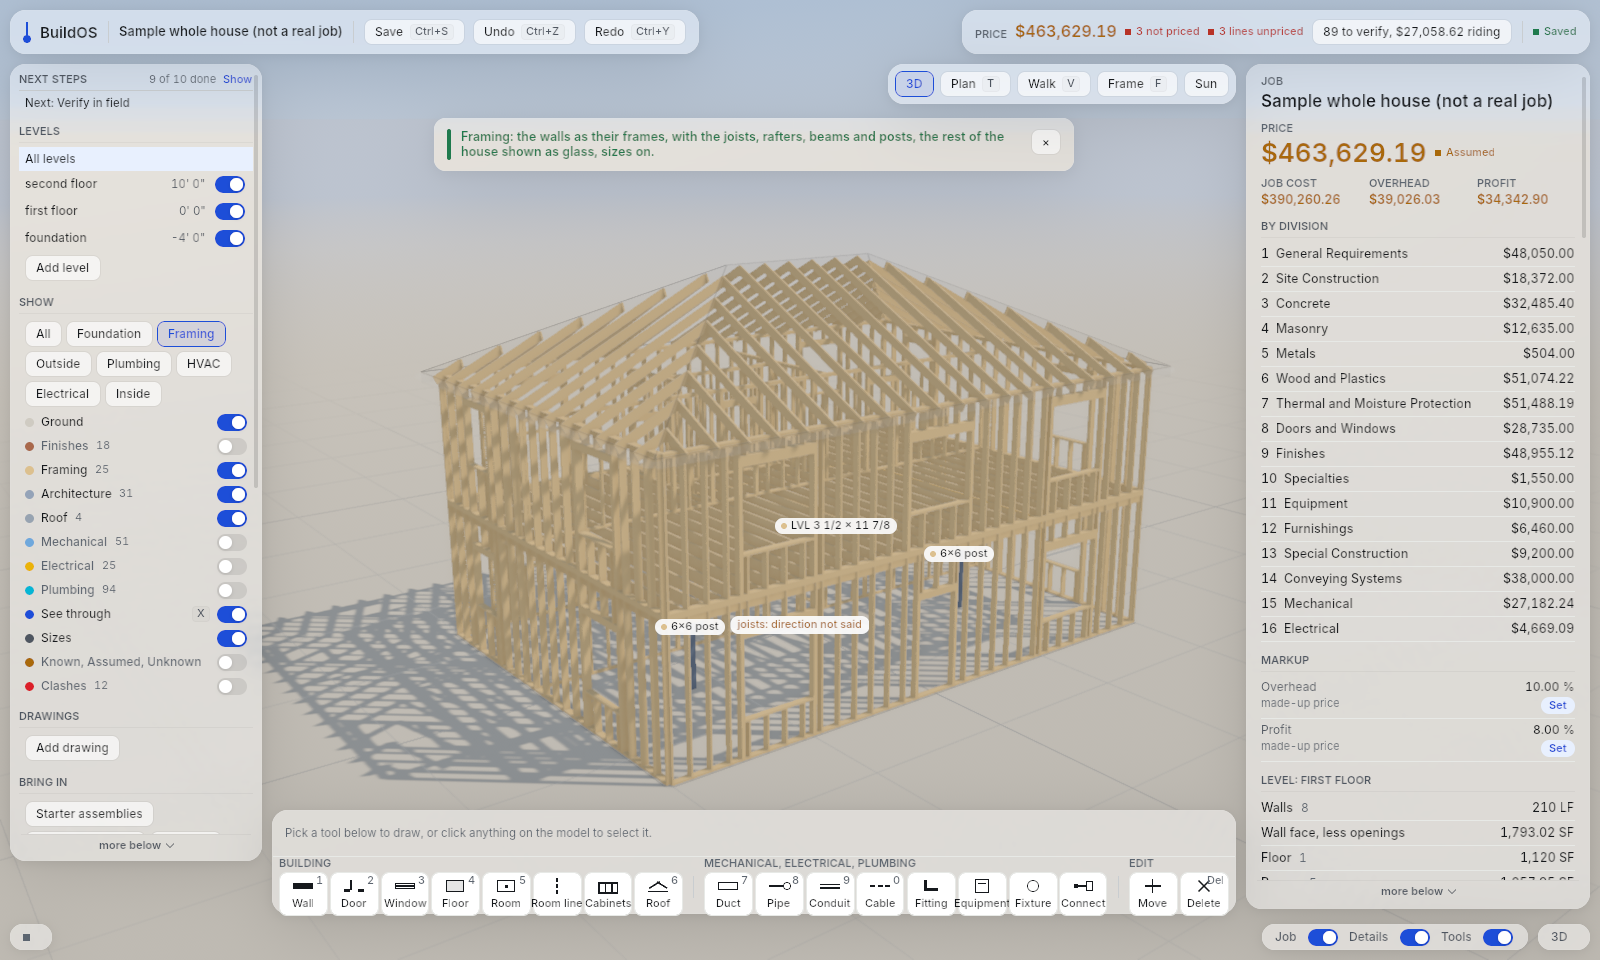 BuildOS
Sample whole house (not a real job)
Save Ctrl+S
Undo Ctrl+Z
Redo Ctrl+Y
PRICE $463,629.19
3 not priced
3 lines unpriced
89 to verify, $27,058.62 riding
Saved
NEXT STEPS 9 of 10 done Show
Next: Verify in field
LEVELS
All levels
second floor 10' 0"
first floor 0' 0"
foundation -4' 0"
Add level
SHOW
All Foundation Framing
Outside Plumbing HVAC
Electrical Inside
Ground
Finishes 18
Framing 25
Architecture 31
Roof 4
Mechanical 51
Electrical 25
Plumbing 94
See through X
Sizes
Known, Assumed, Unknown
Clashes 12
DRAWINGS
Add drawing
BRING IN
Starter assemblies
more below
3D
Plan T
Walk V
Frame F
Sun
Framing: the walls as their frames, with the joists, rafters, beams and posts, the rest of the
house shown as glass, sizes on.
×
LVL 3 1/2 × 11 7/8
6×6 post
6×6 post
joists: direction not said
Pick a tool below to draw, or click anything on the model to select it.
BUILDING
Wall 1
Door 2
Window 3
Floor 4
Room 5
Room line
Cabinets
Roof 6
MECHANICAL, ELECTRICAL, PLUMBING
Duct 7
Pipe 8
Conduit 9
Cable 0
Fitting
Equipment
Fixture
Connect
EDIT
Move
Delete Del
JOB
Sample whole house (not a real job)
PRICE
$463,629.19 Assumed
JOB COST OVERHEAD PROFIT
$390,260.26 $39,026.03 $34,342.90
BY DIVISION
1 General Requirements $48,050.00
2 Site Construction $18,372.00
3 Concrete $32,485.40
4 Masonry $12,635.00
5 Metals $504.00
6 Wood and Plastics $51,074.22
7 Thermal and Moisture Protection $51,488.19
8 Doors and Windows $28,735.00
9 Finishes $48,955.12
10 Specialties $1,550.00
11 Equipment $10,900.00
12 Furnishings $6,460.00
13 Special Construction $9,200.00
14 Conveying Systems $38,000.00
15 Mechanical $27,182.24
16 Electrical $4,669.09
MARKUP
Overhead 10.00 %
made-up price Set
Profit 8.00 %
made-up price Set
LEVEL: FIRST FLOOR
Walls 8 210 LF
Wall face, less openings 1,793.02 SF
Floor 1 1,120 SF
more below
Job Details Tools
3D